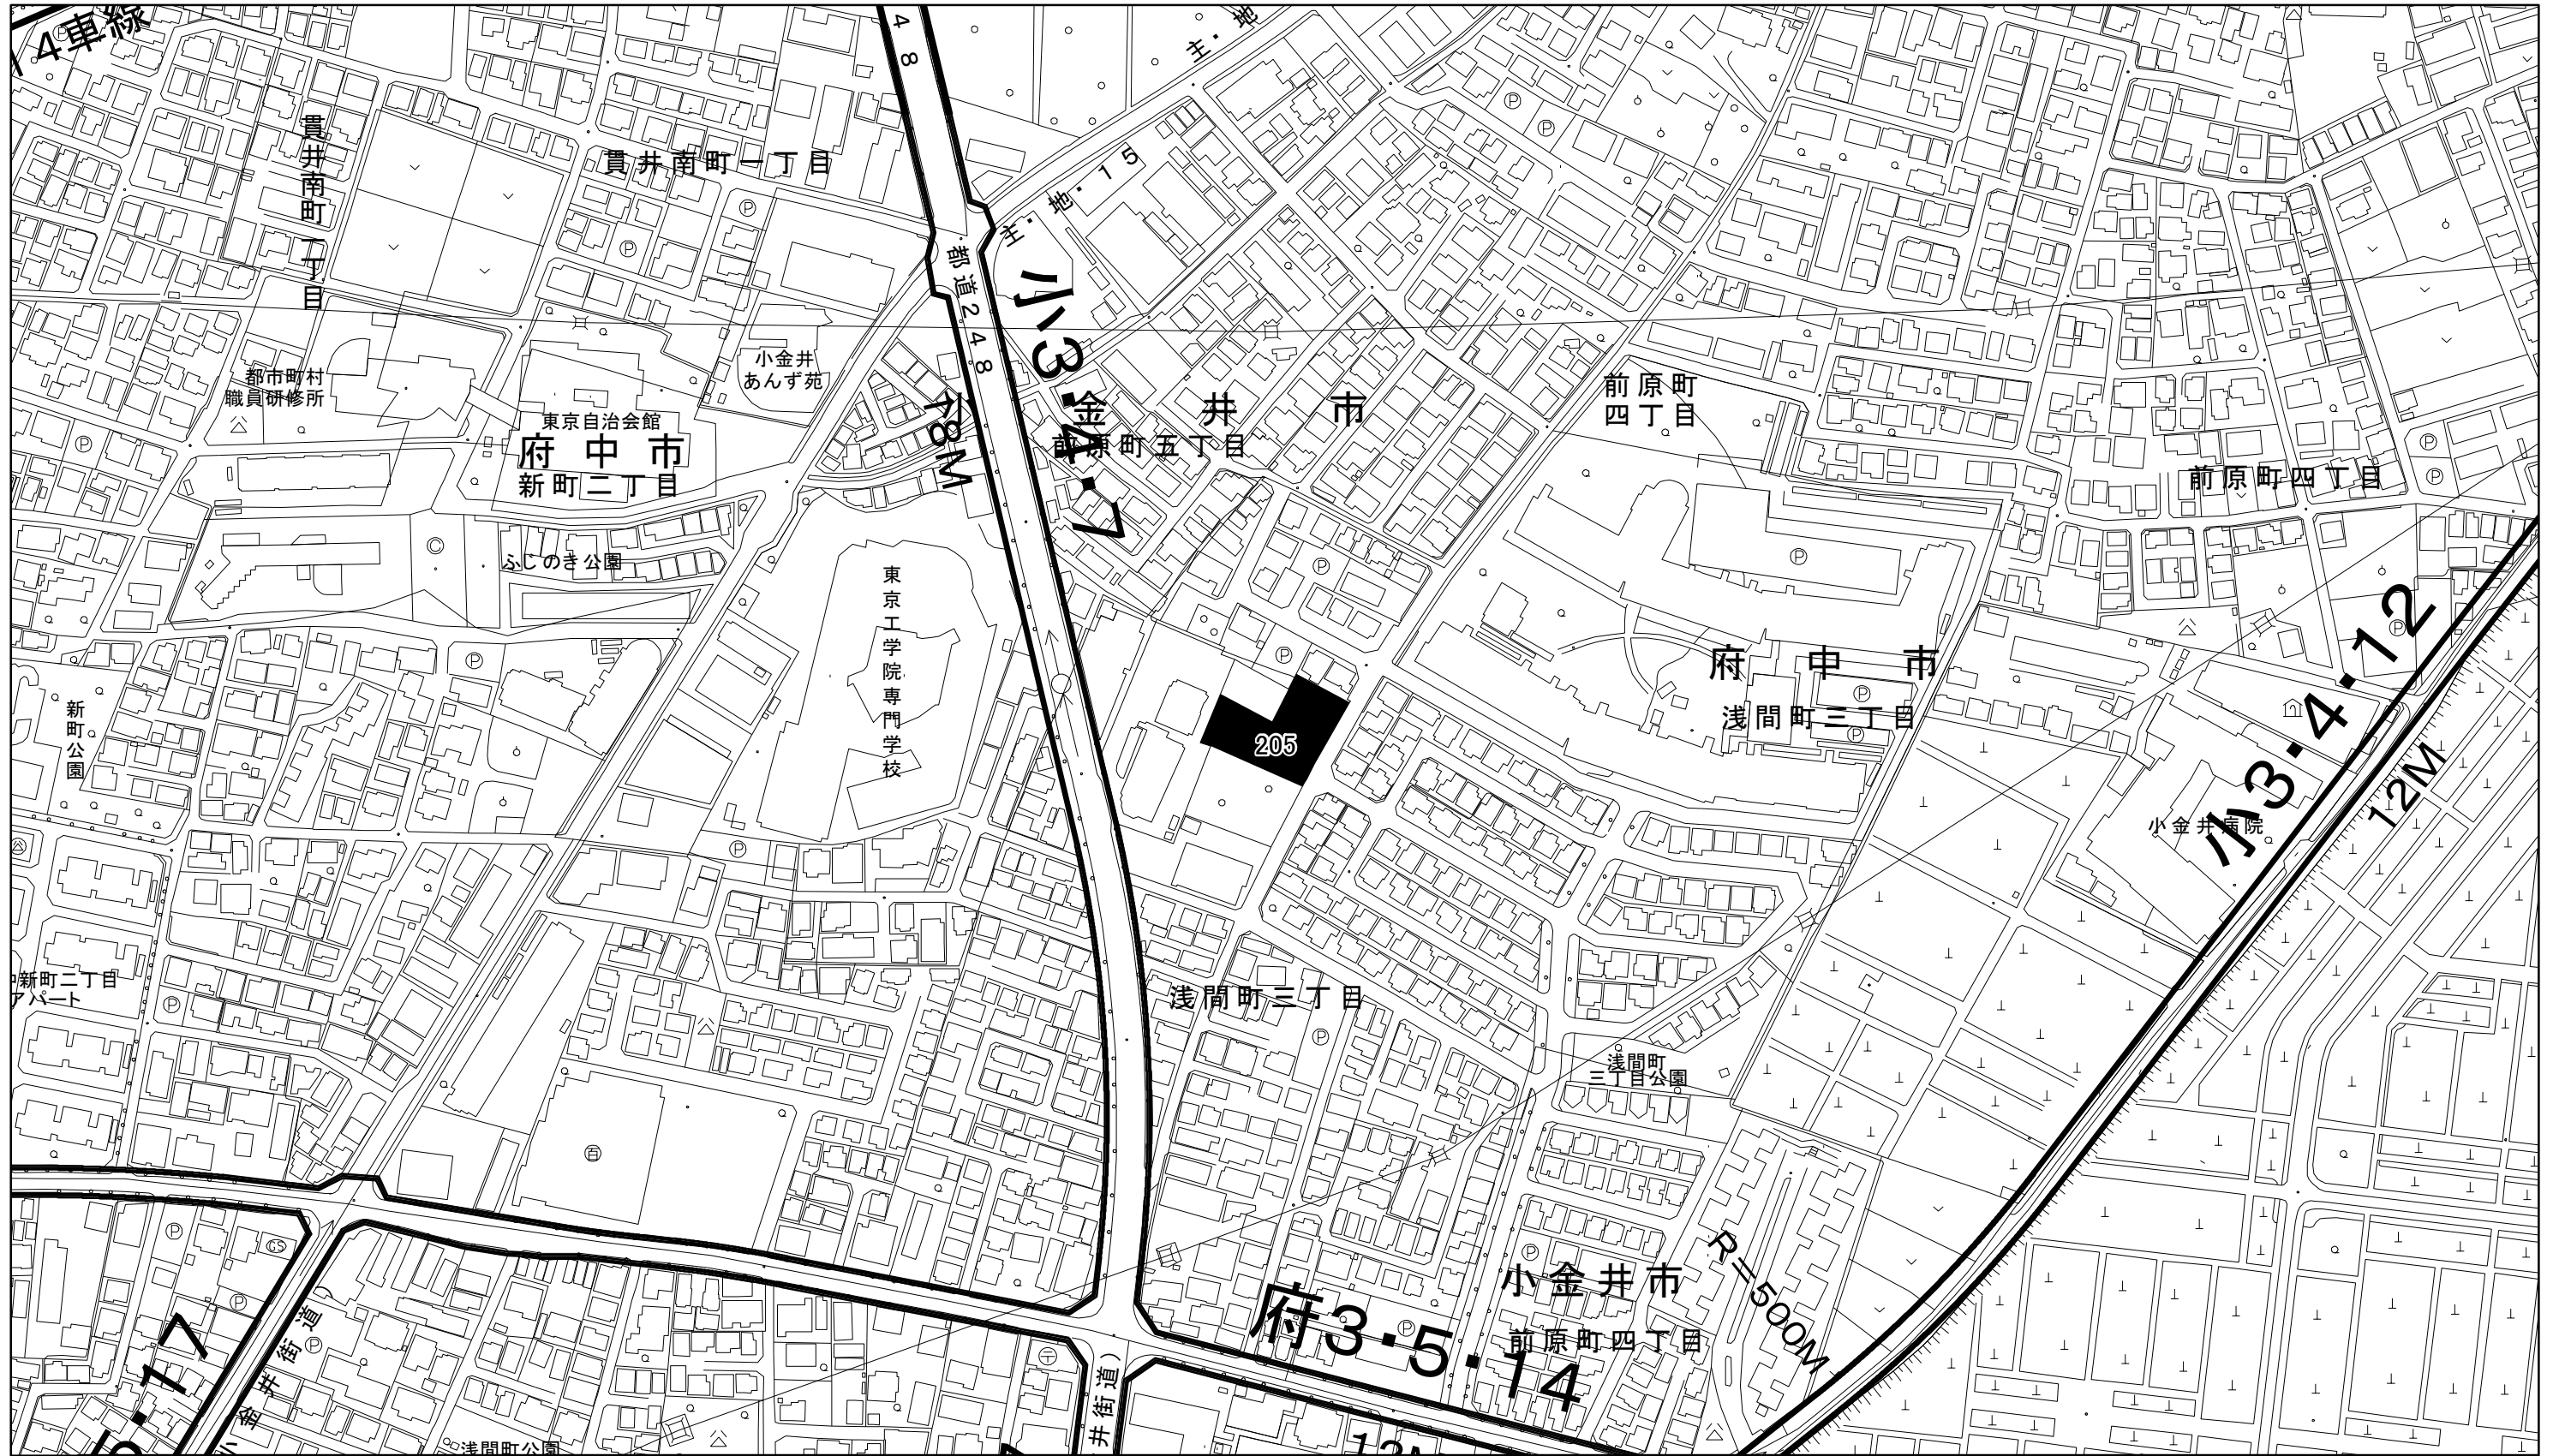 14車線
48
主・地
貫井南町一丁目
貫井南町一丁目
主・地・15
都道248
小3・4・7
18M
小金井
あんず苑
都市町村
職員研修所
東京自治会館
府中市
新町二丁目
小金井市
前原町五丁目
前原町
四丁目
前原町四丁目
ふじのき公園
東京工学院専門学校
新町公園
205
府中市
浅間町三丁目
小3・4・12
12M
小金井病院
新町二丁目
アパート
浅間町三丁目
浅間町
三丁目公園
小金井市
前原町四丁目
R=500M
府3・5・14
GS
小金井街道
井街道)
浅間町公園
・17
12M